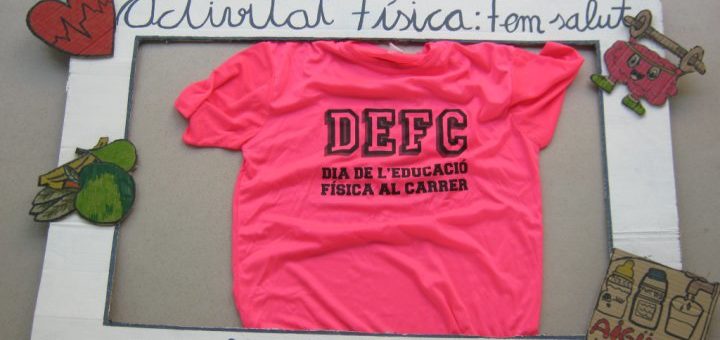 Activitat física: fem salut
DEFC
DIA DE L'EDUCACIÓ
FÍSICA AL CARRER